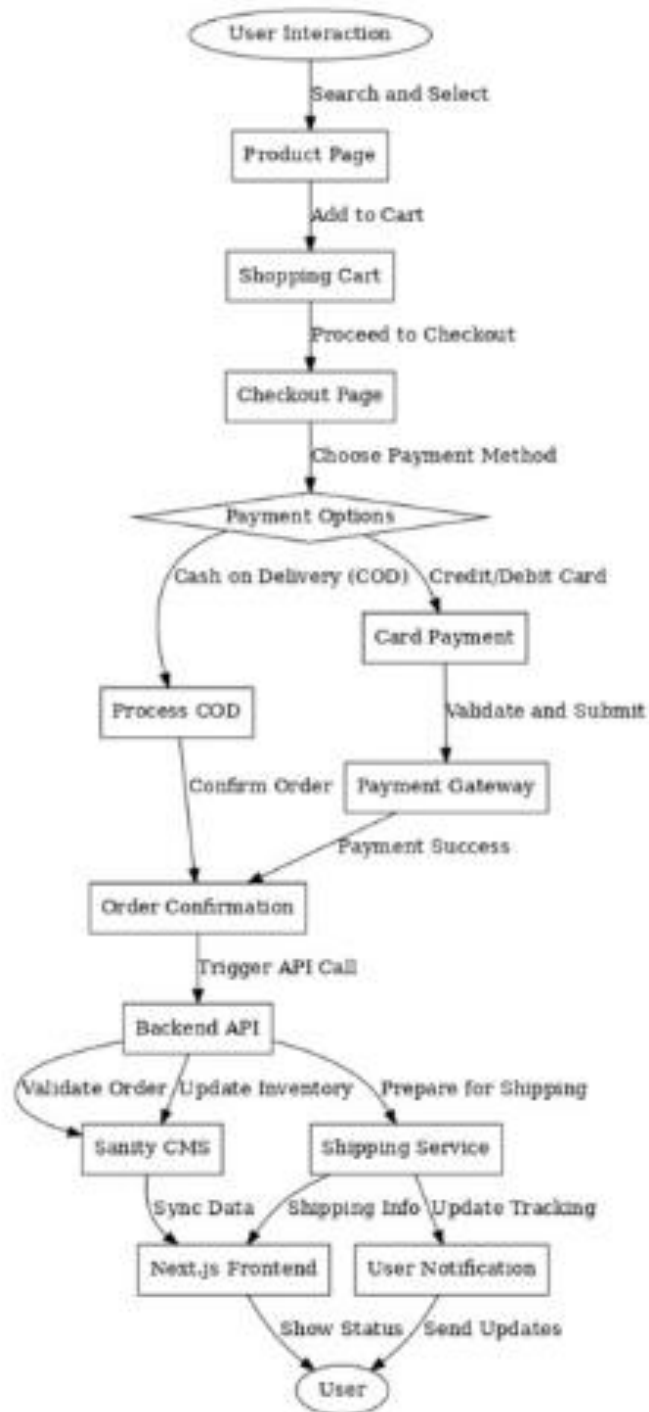 User Interaction
Search and Select
Product Page
Add to Cart
Shopping Cart
Proceed to Checkout
Checkout Page
Choose Payment Method
Payment Options
Cash on Delivery (COD)
Credit/Debit Card
Card Payment
Process COD
Validate and Submit
Confirm Order
Payment Gateway
Payment Success
Order Confirmation
Trigger API Call
Backend API
Validate Order
Update Inventory
Prepare for Shipping
Sanity CMS
Shipping Service
Sync Data
Shipping Info
Update Tracking
Next.js Frontend
User Notification
Show Status
Send Updates
User